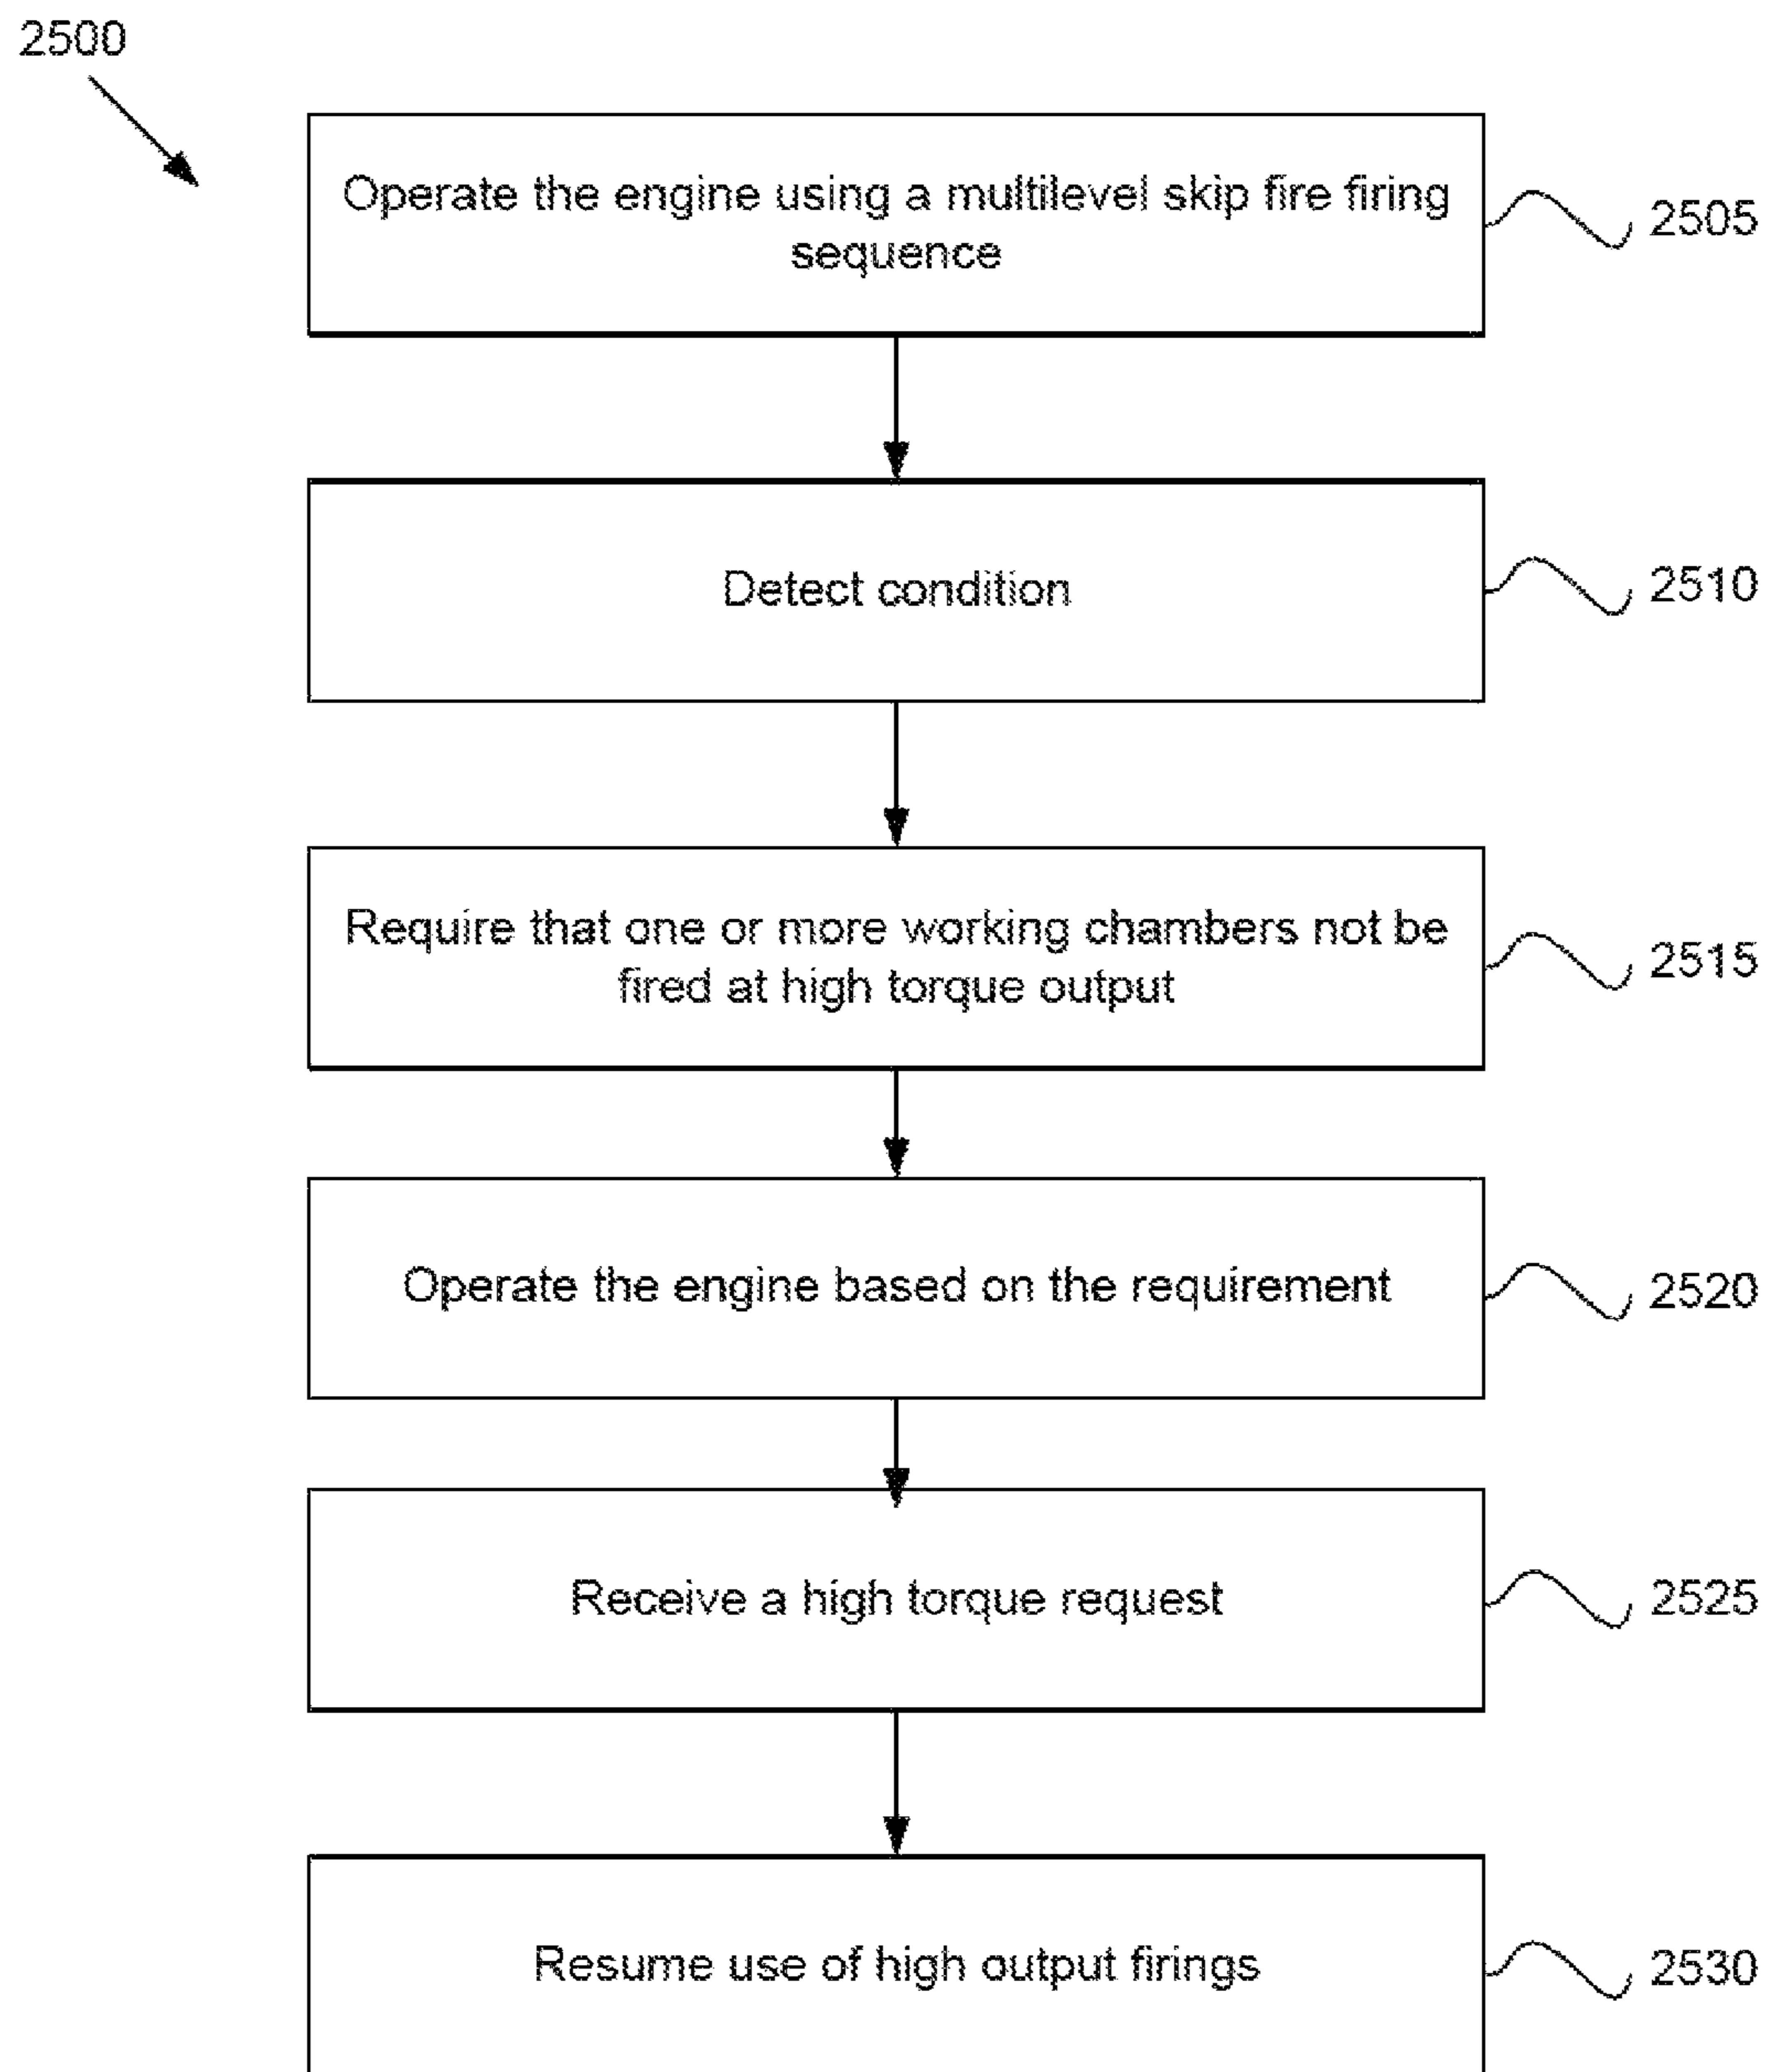 2500
Operate the engine using a multilevel skip fire firing
sequence
2505
Detect condition
2510
Require that one or more working chambers not be
fired at high torque output
2515
Operate the engine based on the requirement
2520
Receive a high torque request
2525
Resume use of high output firings
2530